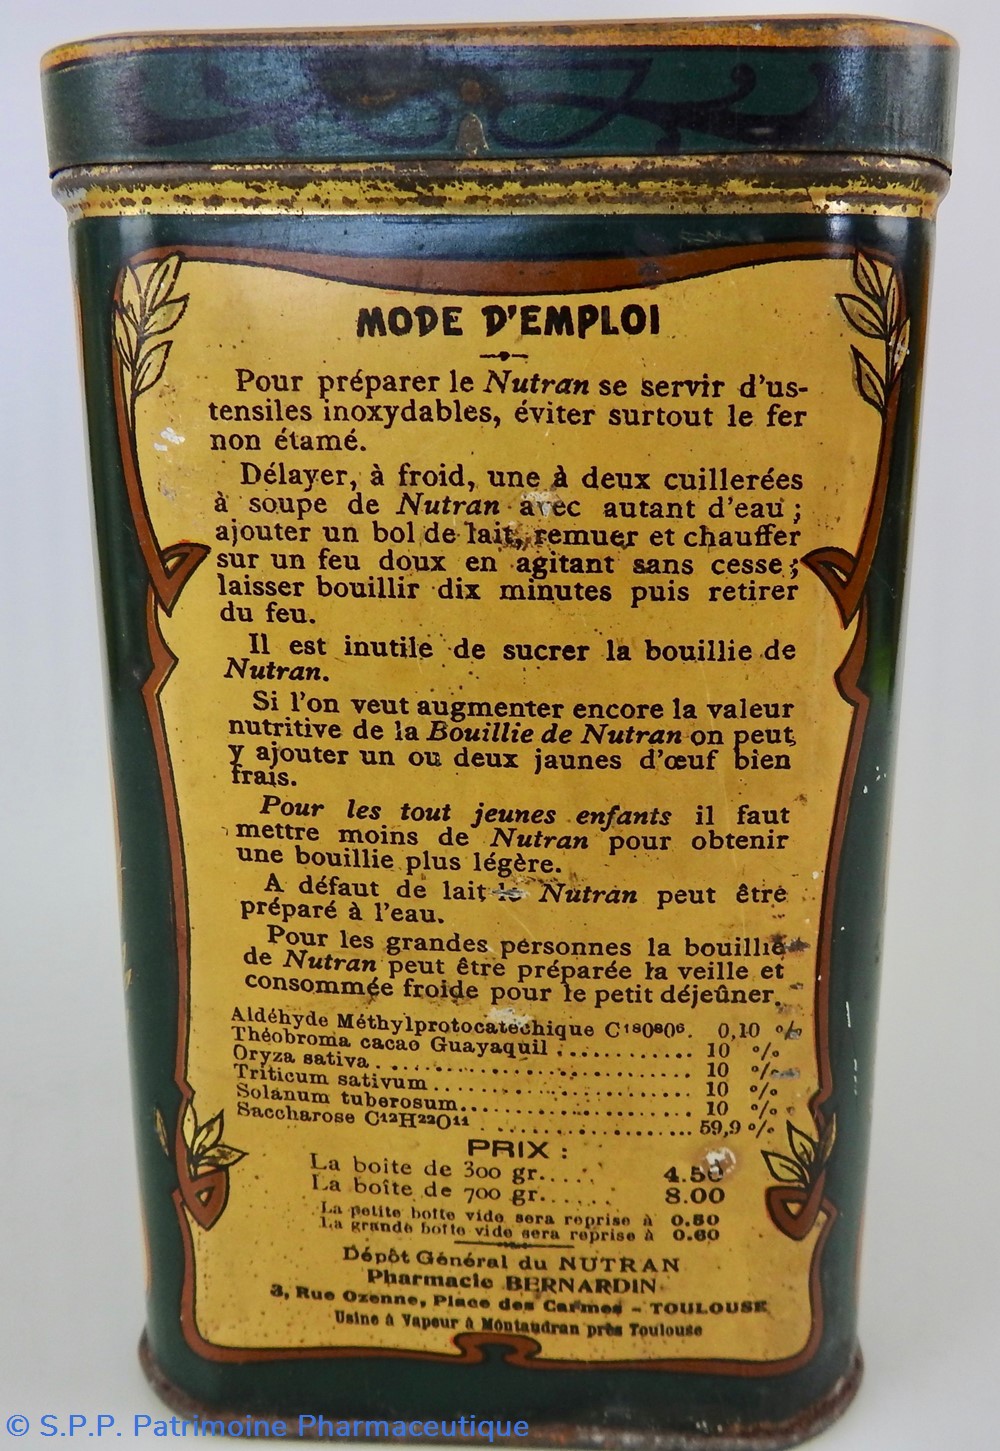 MODE D'EMPLOI
Pour préparer le Nutran se servir d'us-
tensiles inoxydables, éviter surtout le fer
non étamé.
Délayer, à froid, une à deux cuillerées
à soupe de Nutran avec autant d'eau ;
ajouter un bol de lait, remuer et chauffer
sur un feu doux en agitant sans cesse ;
laisser bouillir dix minutes puis retirer
du feu.
Il est inutile de sucrer la bouillie de
Nutran.
Si l'on veut augmenter encore la valeur
nutritive de la Bouillie de Nutran on peut
y ajouter un ou deux jaunes d'œuf bien
frais.
Pour les tout jeunes enfants il faut
mettre moins de Nutran pour obtenir
une bouillie plus légère.
A défaut de lait le Nutran peut être
préparé à l'eau.
Pour les grandes personnes la bouillie
de Nutran peut être préparée la veille et
consommée froide pour le petit déjeûner.
Aldéhyde Méthylprotocatéchique C¹⁸O⁸O⁶. 0,10 %
Théobroma cacao Guayaquil ............ 10 %
Oryza sativa ........................ 10 %
Triticum sativum .................... 10 %
Solanum tuberosum.................... 10 %
Saccharose C¹²H²²O¹¹ ................ 59,9 %
PRIX :
La boîte de 300 gr...... 4.50
La boîte de 700 gr...... 8.00
La petite boîte vide sera reprise à 0.50
La grande boîte vide sera reprise à 0.60
Dépôt Général du NUTRAN
Pharmacie BERNARDIN
3, Rue Ozenne, Place des Carmes - TOULOUSE
Usine à Vapeur à Montaudran près Toulouse
© S.P.P. Patrimoine Pharmaceutique